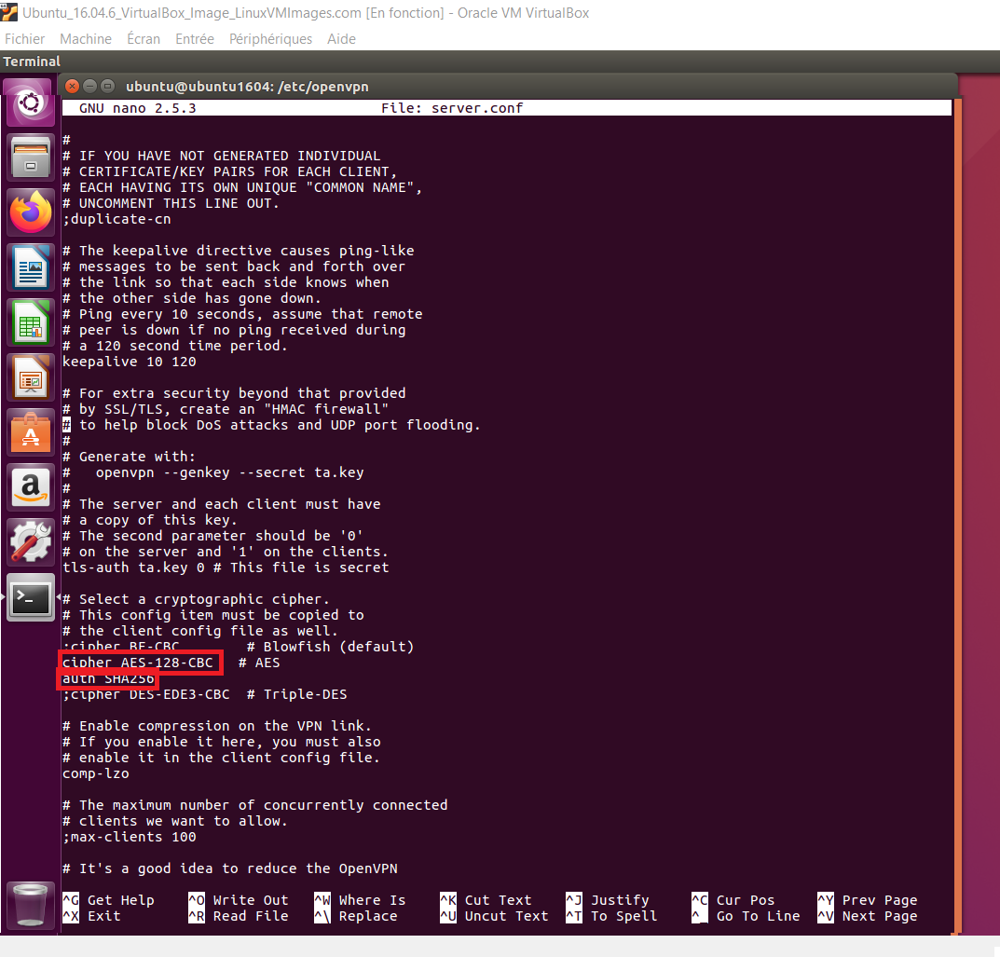 Ubuntu_16.04.6_VirtualBox_Image_LinuxVMImages.com [En fonction] - Oracle VM VirtualBox
Fichier Machine Écran Entrée Périphériques Aide
Terminal
ubuntu@ubuntu1604: /etc/openvpn
GNU nano 2.5.3 File: server.conf
#
# IF YOU HAVE NOT GENERATED INDIVIDUAL
# CERTIFICATE/KEY PAIRS FOR EACH CLIENT,
# EACH HAVING ITS OWN UNIQUE "COMMON NAME",
# UNCOMMENT THIS LINE OUT.
;duplicate-cn
# The keepalive directive causes ping-like
# messages to be sent back and forth over
# the link so that each side knows when
# the other side has gone down.
# Ping every 10 seconds, assume that remote
# peer is down if no ping received during
# a 120 second time period.
keepalive 10 120
# For extra security beyond that provided
# by SSL/TLS, create an "HMAC firewall"
# to help block DoS attacks and UDP port flooding.
#
# Generate with:
#   openvpn --genkey --secret ta.key
#
# The server and each client must have
# a copy of this key.
# The second parameter should be '0'
# on the server and '1' on the clients.
tls-auth ta.key 0 # This file is secret
# Select a cryptographic cipher.
# This config item must be copied to
# the client config file as well.
;cipher BF-CBC        # Blowfish (default)
cipher AES-128-CBC   # AES
auth SHA256
;cipher DES-EDE3-CBC  # Triple-DES
# Enable compression on the VPN link.
# If you enable it here, you must also
# enable it in the client config file.
comp-lzo
# The maximum number of concurrently connected
# clients we want to allow.
;max-clients 100
# It's a good idea to reduce the OpenVPN
^G Get Help ^O Write Out ^W Where Is ^K Cut Text ^J Justify ^C Cur Pos ^Y Prev Page
^X Exit ^R Read File ^\ Replace ^U Uncut Text ^T To Spell ^_ Go To Line ^V Next Page